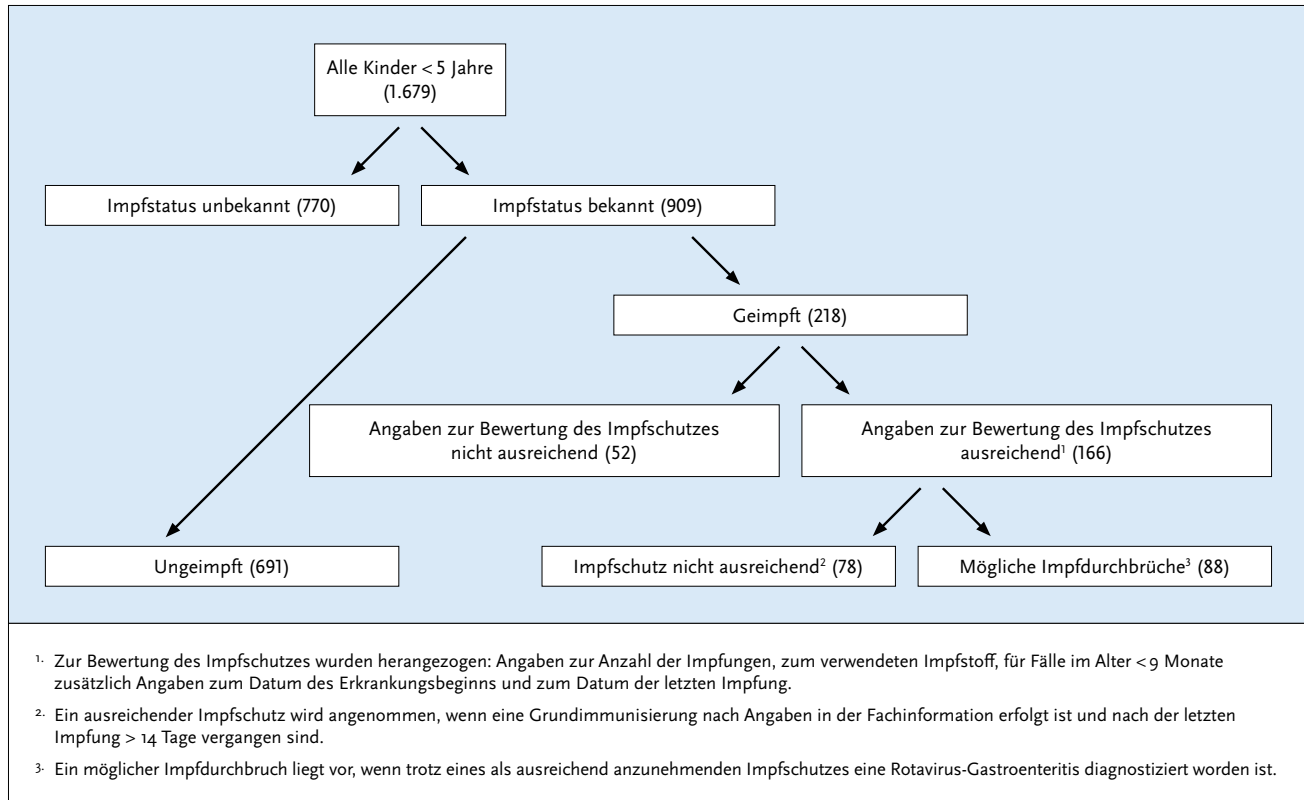 Alle Kinder < 5 Jahre
(1.679)
Impfstatus unbekannt (770)
Impfstatus bekannt (909)
Geimpft (218)
Angaben zur Bewertung des Impfschutzes
nicht ausreichend (52)
Angaben zur Bewertung des Impfschutzes
ausreichend¹ (166)
Ungeimpft (691)
Impfschutz nicht ausreichend² (78)
Mögliche Impfdurchbrüche³ (88)
1. Zur Bewertung des Impfschutzes wurden herangezogen: Angaben zur Anzahl der Impfungen, zum verwendeten Impfstoff, für Fälle im Alter < 9 Monate
zusätzlich Angaben zum Datum des Erkrankungsbeginns und zum Datum der letzten Impfung.
2. Ein ausreichender Impfschutz wird angenommen, wenn eine Grundimmunisierung nach Angaben in der Fachinformation erfolgt ist und nach der letzten
Impfung > 14 Tage vergangen sind.
3. Ein möglicher Impfdurchbruch liegt vor, wenn trotz eines als ausreichend anzunehmenden Impfschutzes eine Rotavirus-Gastroenteritis diagnostiziert worden ist.